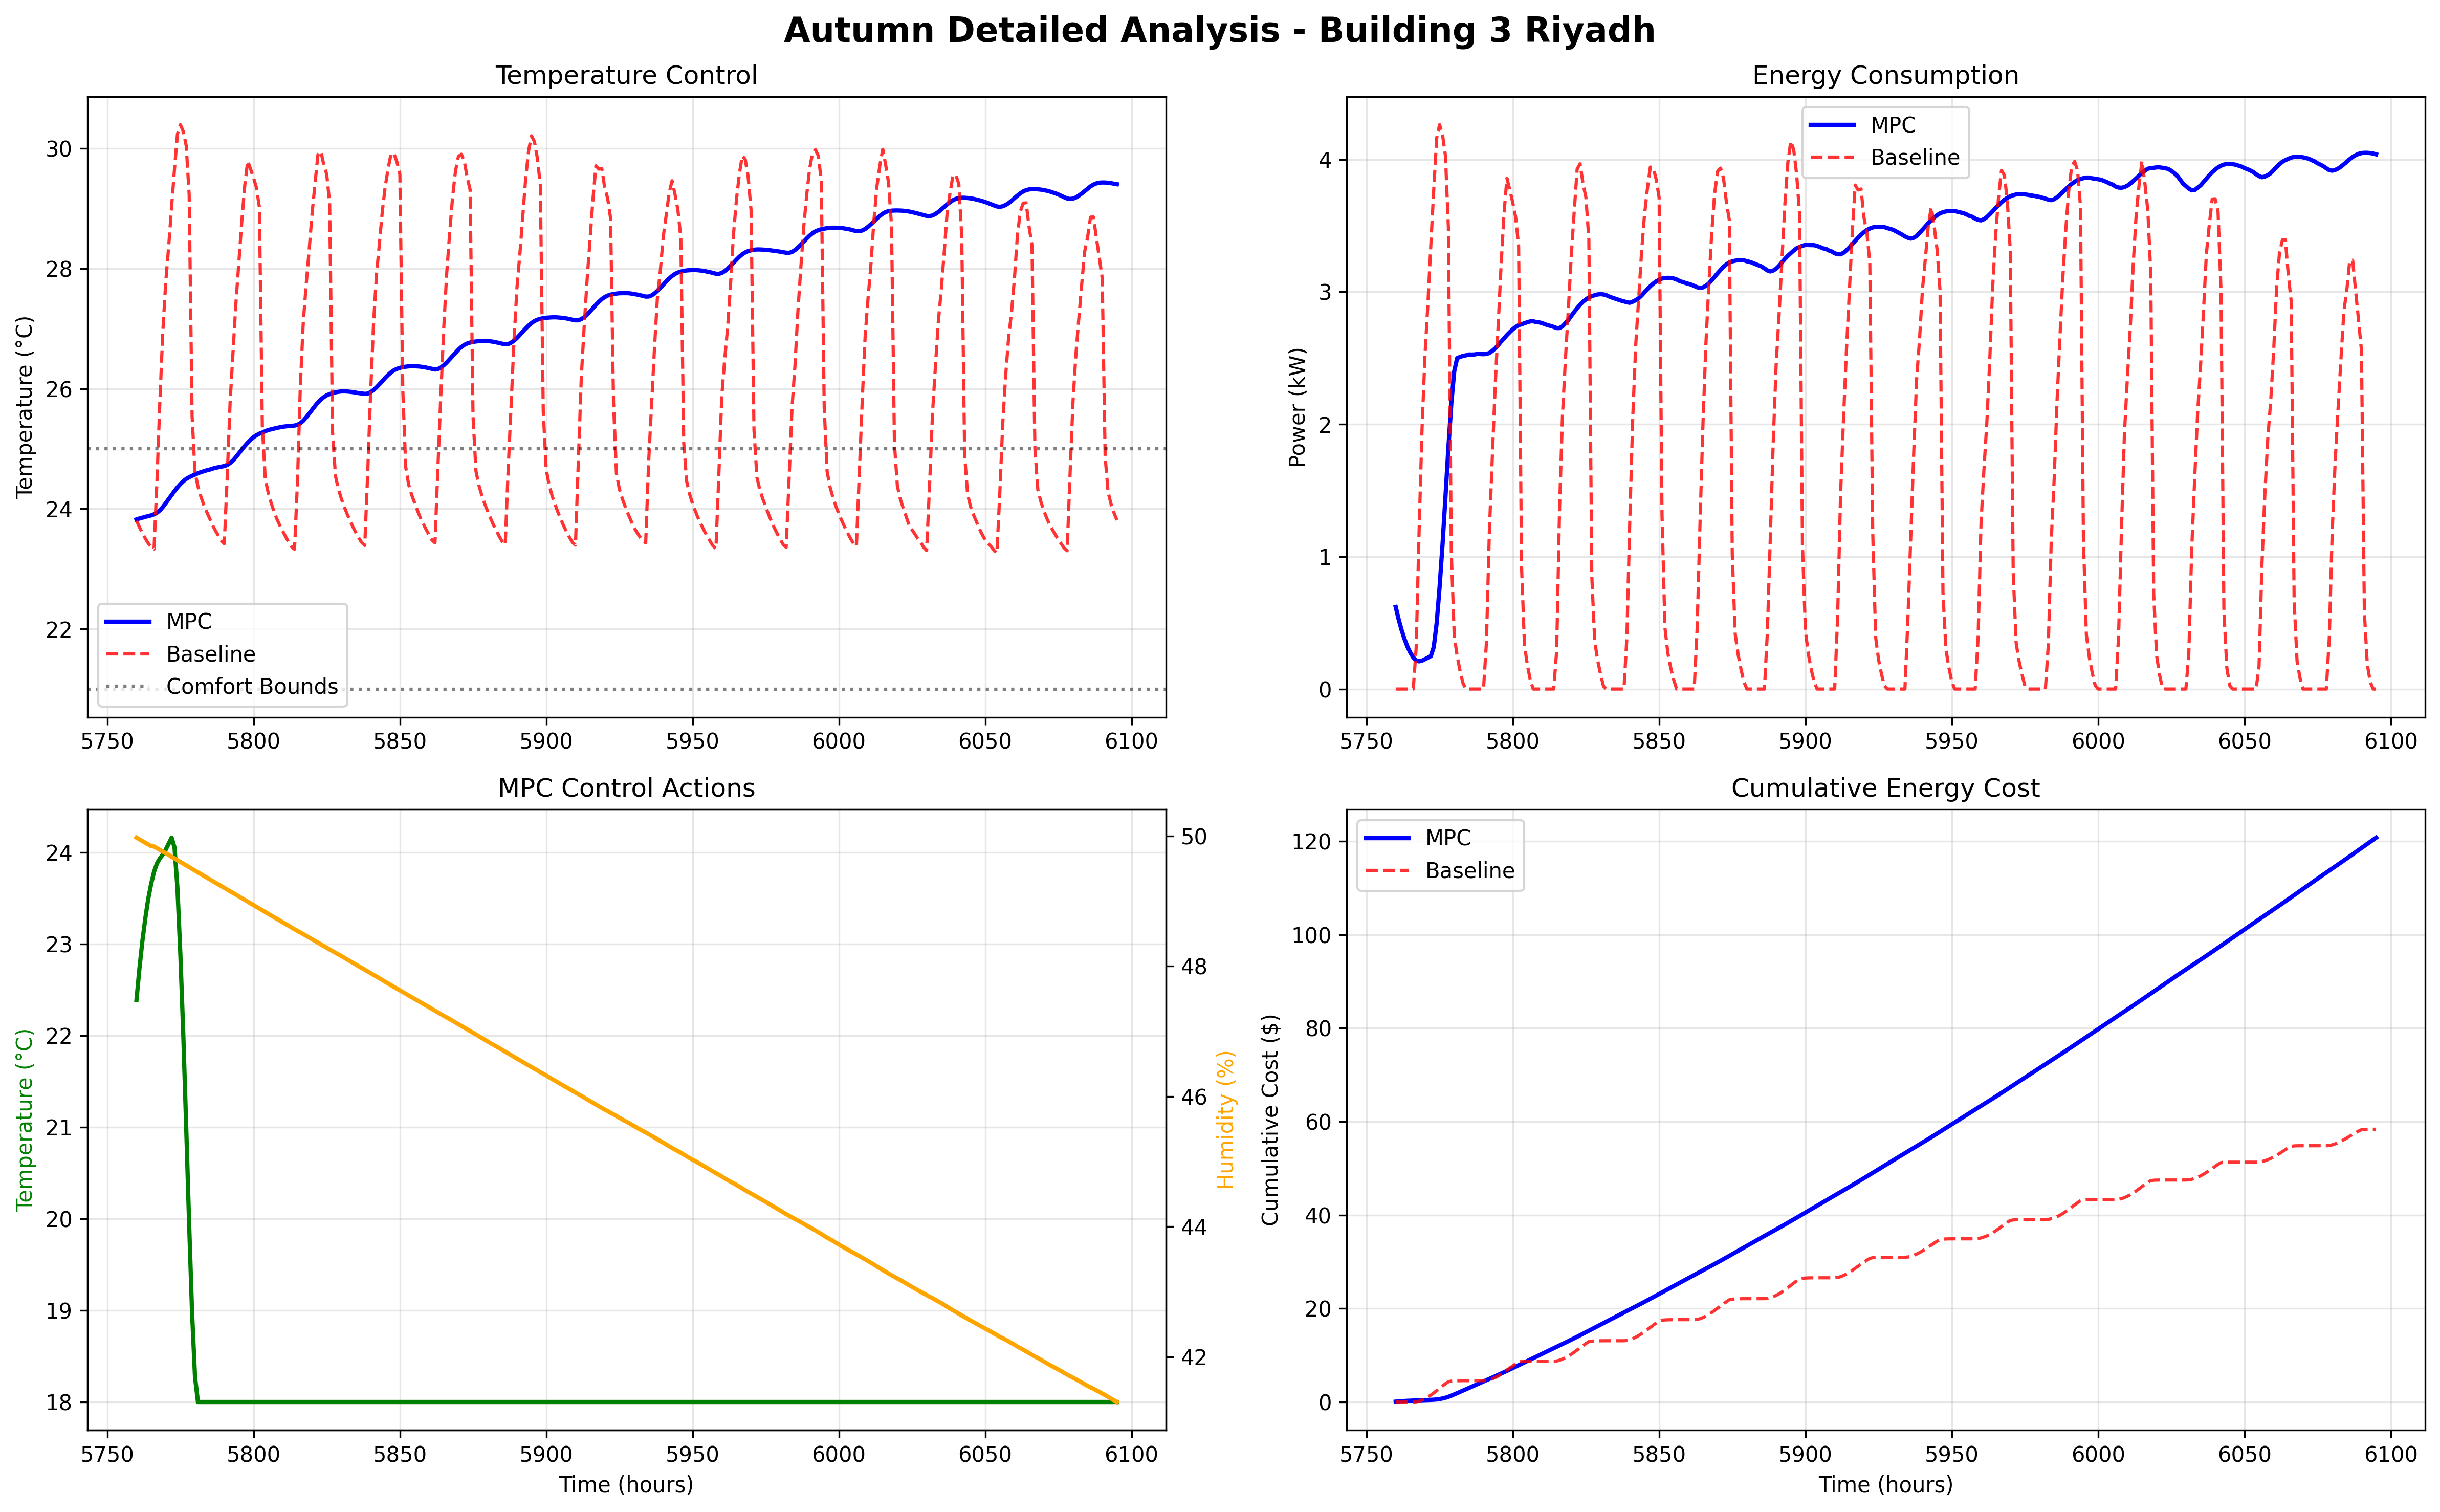 Autumn Detailed Analysis - Building 3 Riyadh
Temperature Control
Temperature (°C)
30
28
26
24
22
MPC
Baseline
Comfort Bounds
5750 5800 5850 5900 5950 6000 6050 6100
Energy Consumption
Power (kW)
4
3
2
1
0
MPC
Baseline
5750 5800 5850 5900 5950 6000 6050 6100
MPC Control Actions
Temperature (°C)
24
23
22
21
20
19
18
50
48
46
44
42
Humidity (%)
5750 5800 5850 5900 5950 6000 6050 6100
Time (hours)
Cumulative Energy Cost
Cumulative Cost ($)
120
100
80
60
40
20
0
MPC
Baseline
5750 5800 5850 5900 5950 6000 6050 6100
Time (hours)